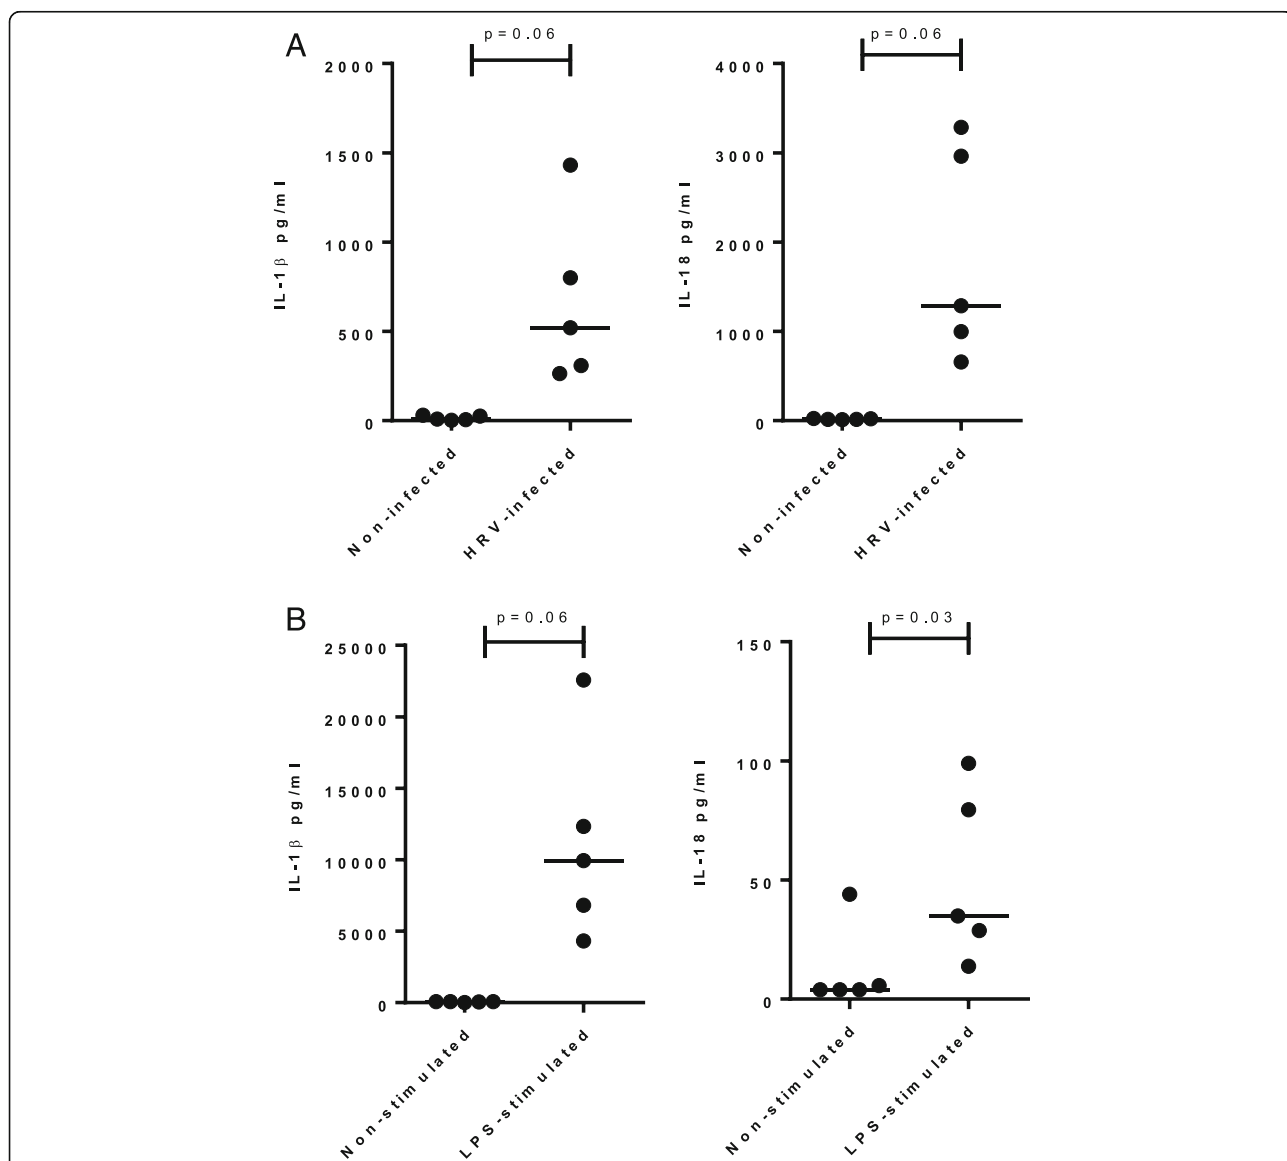 A
p=0.06
2000
1500
1000
500
0
IL-1β pg/ml
Non-infected
HRV-infected
p=0.06
4000
3000
2000
1000
0
IL-18 pg/ml
Non-infected
HRV-infected
B
p=0.06
25000
20000
15000
10000
5000
0
IL-1β pg/ml
Non-stimulated
LPS-stimulated
p=0.03
150
100
50
0
IL-18 pg/ml
Non-stimulated
LPS-stimulated